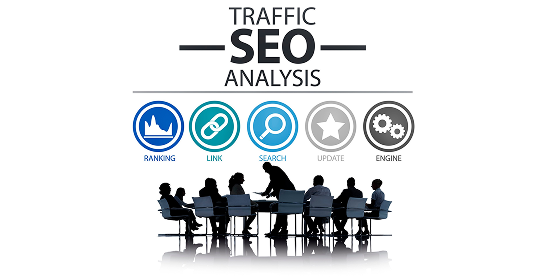 TRAFFIC
SEO
ANALYSIS
RANKING
LINK
SEARCH
UPDATE
ENGINE